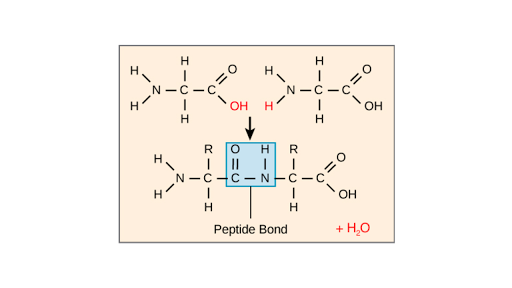 H H O H H O
N C C N C C
H H OH H H OH
H R O H R O
N C C N C C
H H H OH
Peptide Bond + H₂O